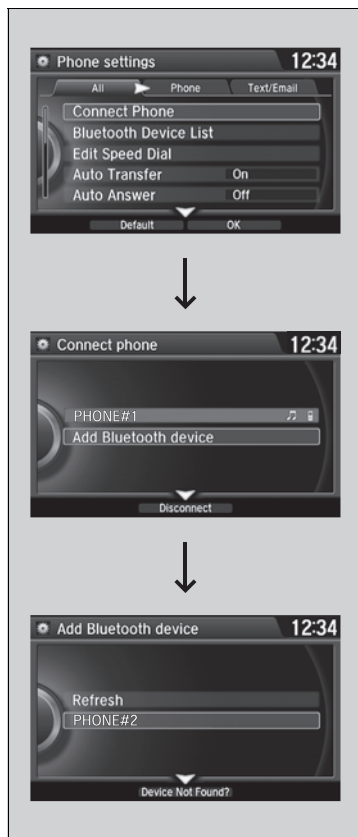 Phone settings 12:34
All Phone Text/Email
Connect Phone
Bluetooth Device List
Edit Speed Dial
Auto Transfer On
Auto Answer Off
Default OK
Connect phone 12:34
PHONE#1
Add Bluetooth device
Disconnect
Add Bluetooth device 12:34
Refresh
PHONE#2
Device Not Found?